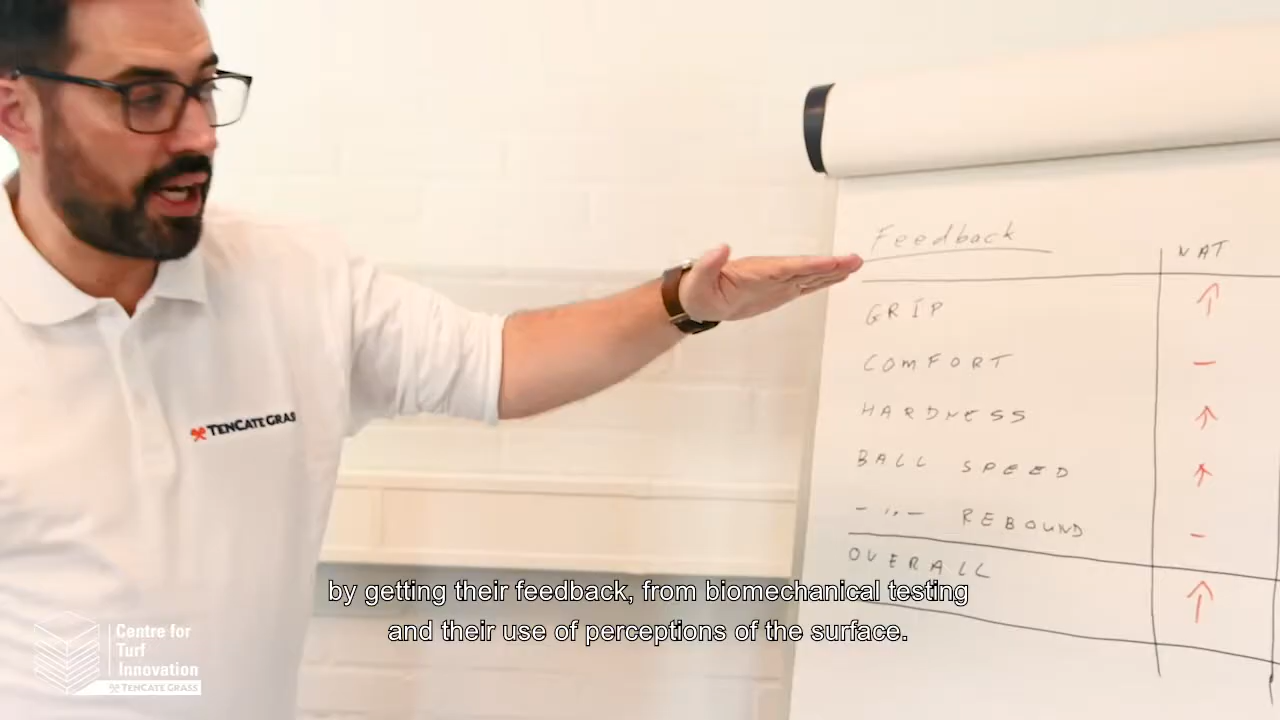 Feedback
NAT
GRIP ↑
COMFORT –
HARDNESS ↑
BALL SPEED ↑
– ,, – REBOUND –
OVERALL ↑
TENCATE GRAS
by getting their feedback, from biomechanical testing
and their use of perceptions of the surface.
Centre for
Turf
Innovation
TENCATE GRASS